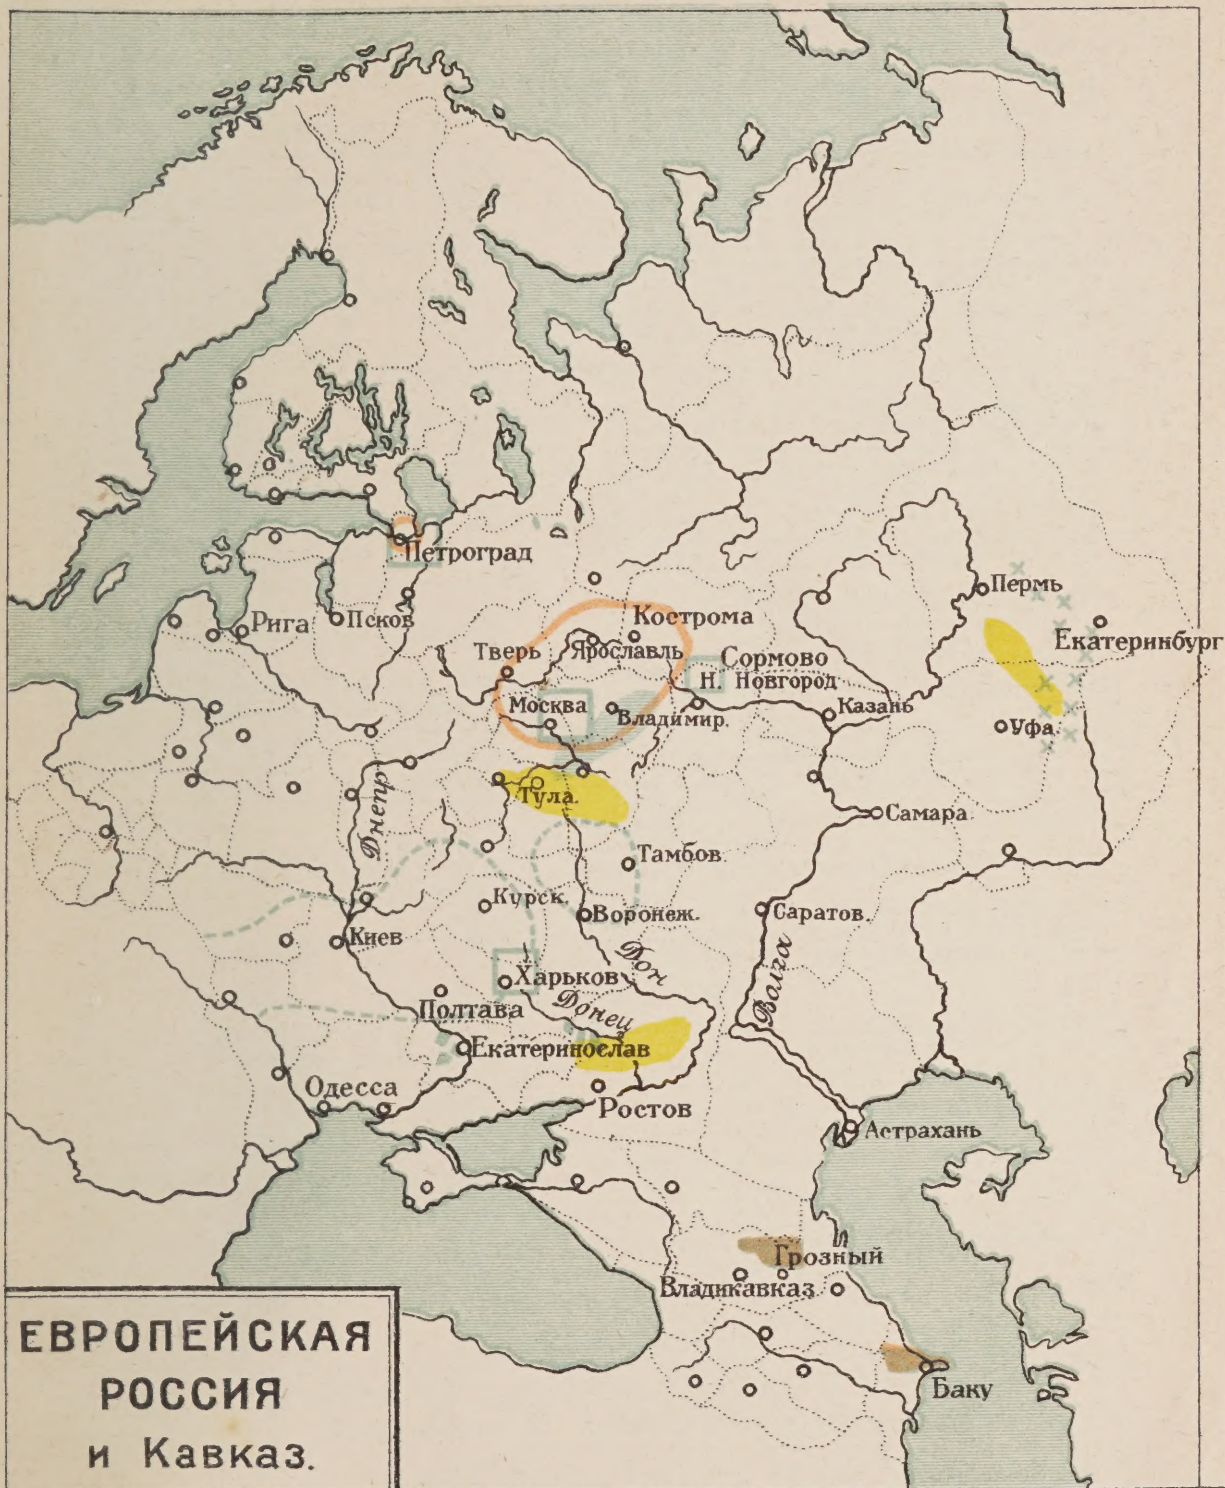 Петроград
Пермь
Псков
Рига
Кострома
Екатеринбург
Тверь
Ярославль
Сормово
Н. Новгород
Москва
Владимир.
Казань
Уфа.
Днепр
Тула.
Самара.
Тамбов.
Курск.
Воронеж.
Саратов.
Киев
Дон
Волга
Харьков
Полтава
Донец
Екатеринослав
Одесса
Ростов
Астрахань
Грозный
Владикавказ.
Баку
ЕВРОПЕЙСКАЯ
РОССИЯ
и Кавказ.